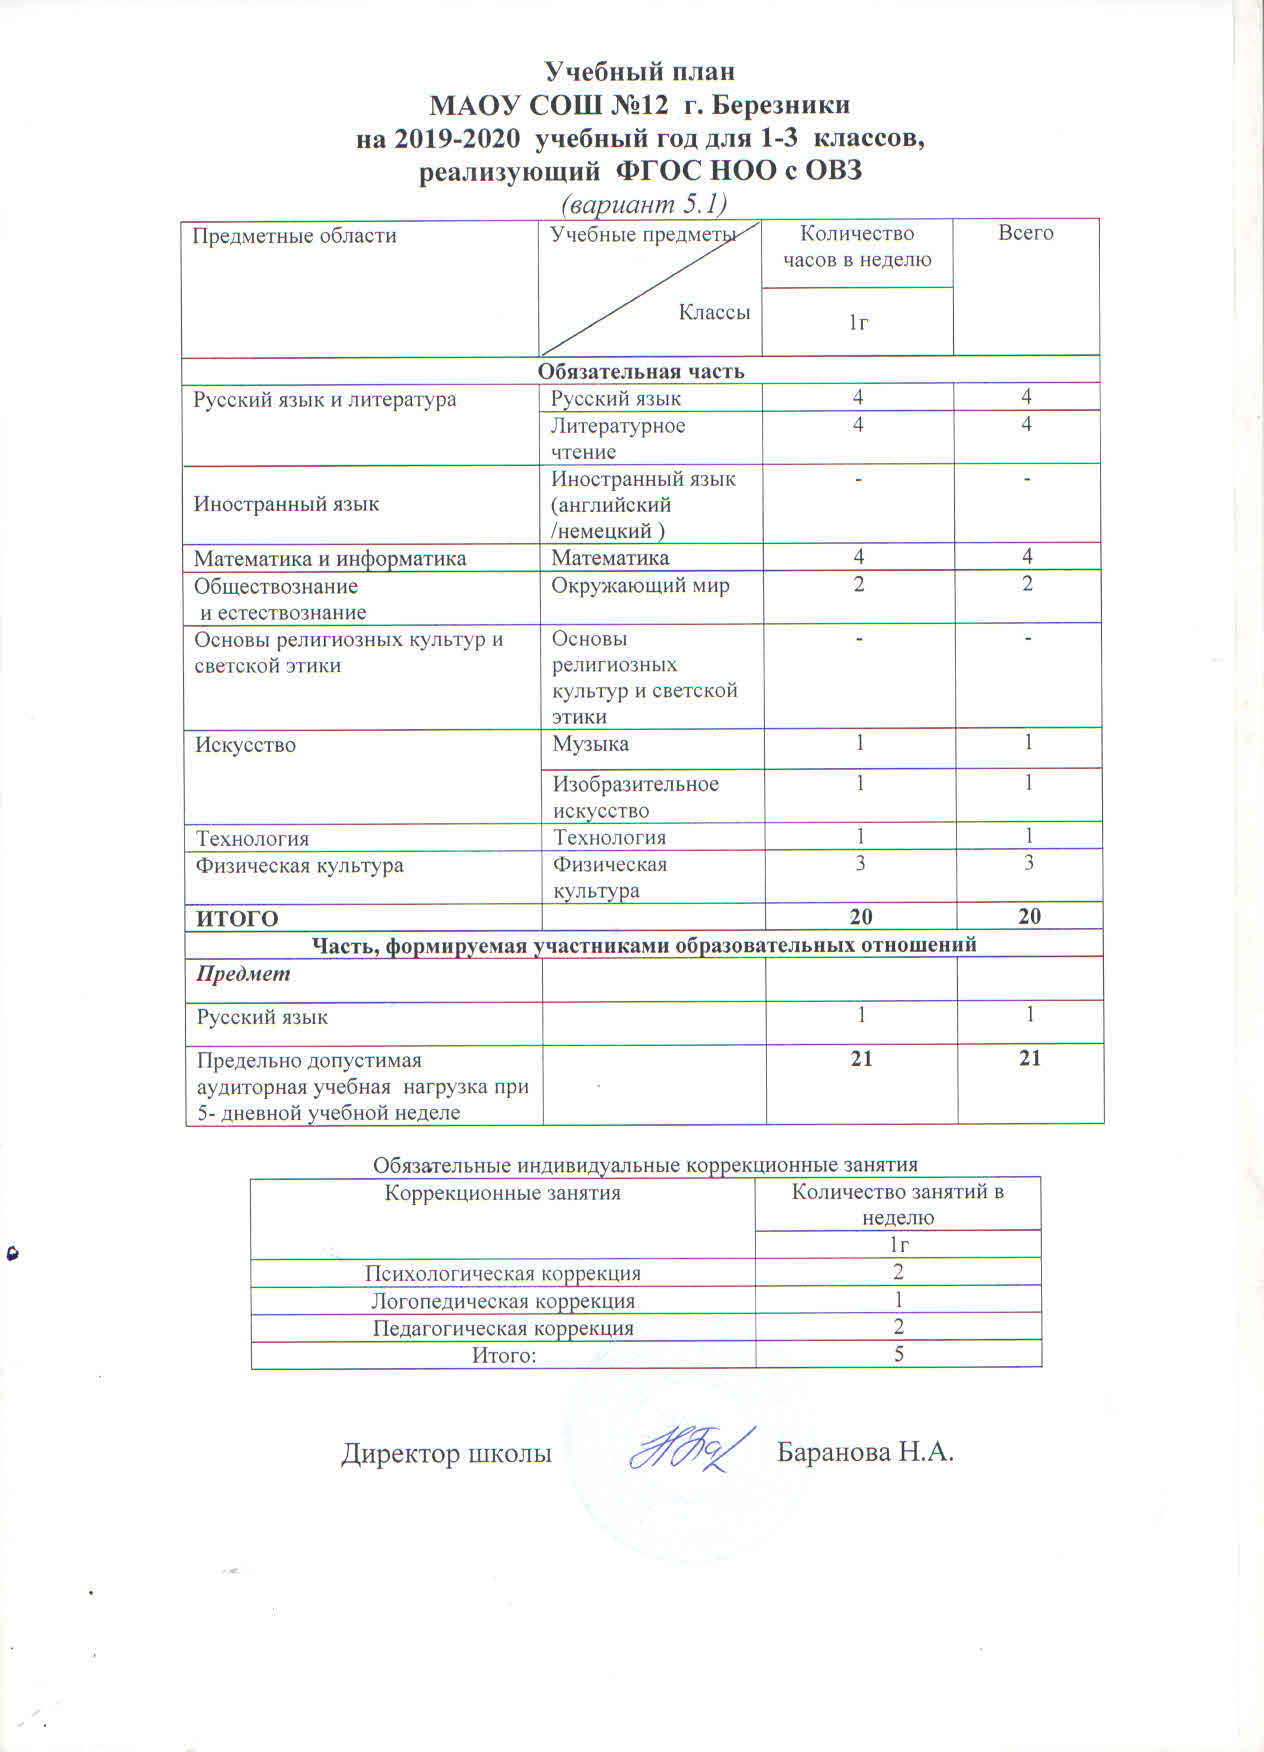 Учебный план
МАОУ СОШ №12 г. Березники
на 2019-2020 учебный год для 1-3 классов,
реализующий ФГОС НОО с ОВЗ
(вариант 5.1)
Предметные области
Учебные предметы
Классы
Количество
часов в неделю
1г
Всего
Обязательная часть
Русский язык и литература
Русский язык
4
4
Литературное
чтение
4
4
Иностранный язык
Иностранный язык
(английский
/немецкий )
-
-
Математика и информатика
Математика
4
4
Обществознание
и естествознание
Окружающий мир
2
2
Основы религиозных культур и
светской этики
Основы
религиозных
культур и светской
этики
-
-
Искусство
Музыка
1
1
Изобразительное
искусство
1
1
Технология
Технология
1
1
Физическая культура
Физическая
культура
3
3
ИТОГО
20
20
Часть, формируемая участниками образовательных отношений
Предмет
Русский язык
1
1
Предельно допустимая
аудиторная учебная нагрузка при
5- дневной учебной неделе
21
21
Обязательные индивидуальные коррекционные занятия
Коррекционные занятия
Количество занятий в
неделю
1г
Психологическая коррекция
2
Логопедическая коррекция
1
Педагогическая коррекция
2
Итого:
5
Директор школы
Баранова Н.А.